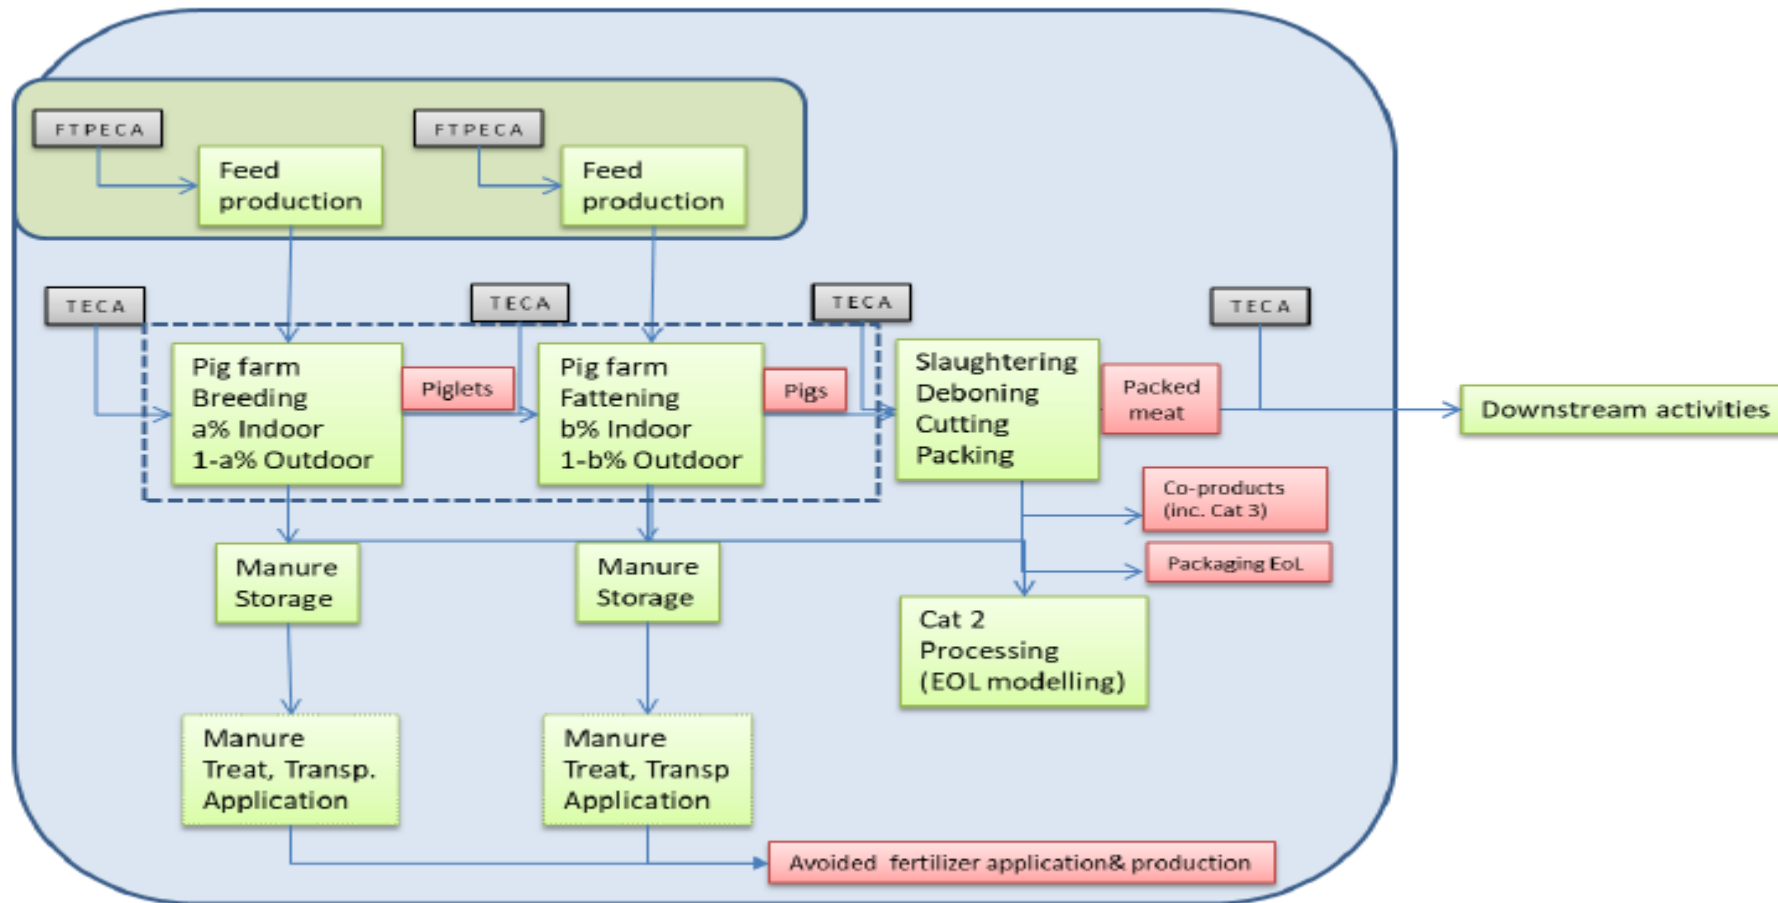 FTPECA
FTPECA
Feed
production
Feed
production
TECA
TECA
TECA
TECA
Pig farm
Breeding
a% Indoor
1-a% Outdoor
Piglets
Pig farm
Fattening
b% Indoor
1-b% Outdoor
Pigs
Slaughtering
Deboning
Cutting
Packing
Packed
meat
Downstream activities
Co-products
(inc. Cat 3)
Packaging EoL
Manure
Storage
Manure
Storage
Cat 2
Processing
(EOL modelling)
Manure
Treat, Transp.
Application
Manure
Treat, Transp
Application
Avoided fertilizer application& production